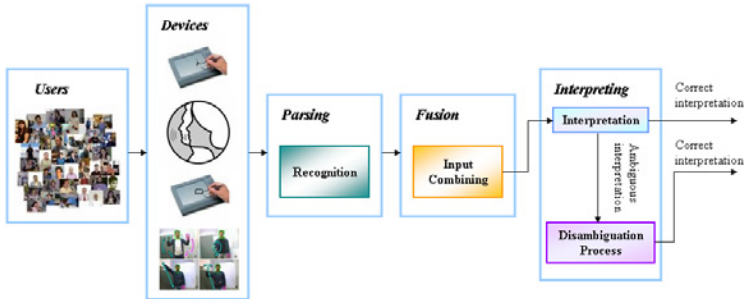 Users
Devices
Parsing
Recognition
Fusion
Input
Combining
Interpreting
Interpretation
Ambiguous
interpretation
Disambiguation
Process
Correct
interpretation
Correct
interpretation